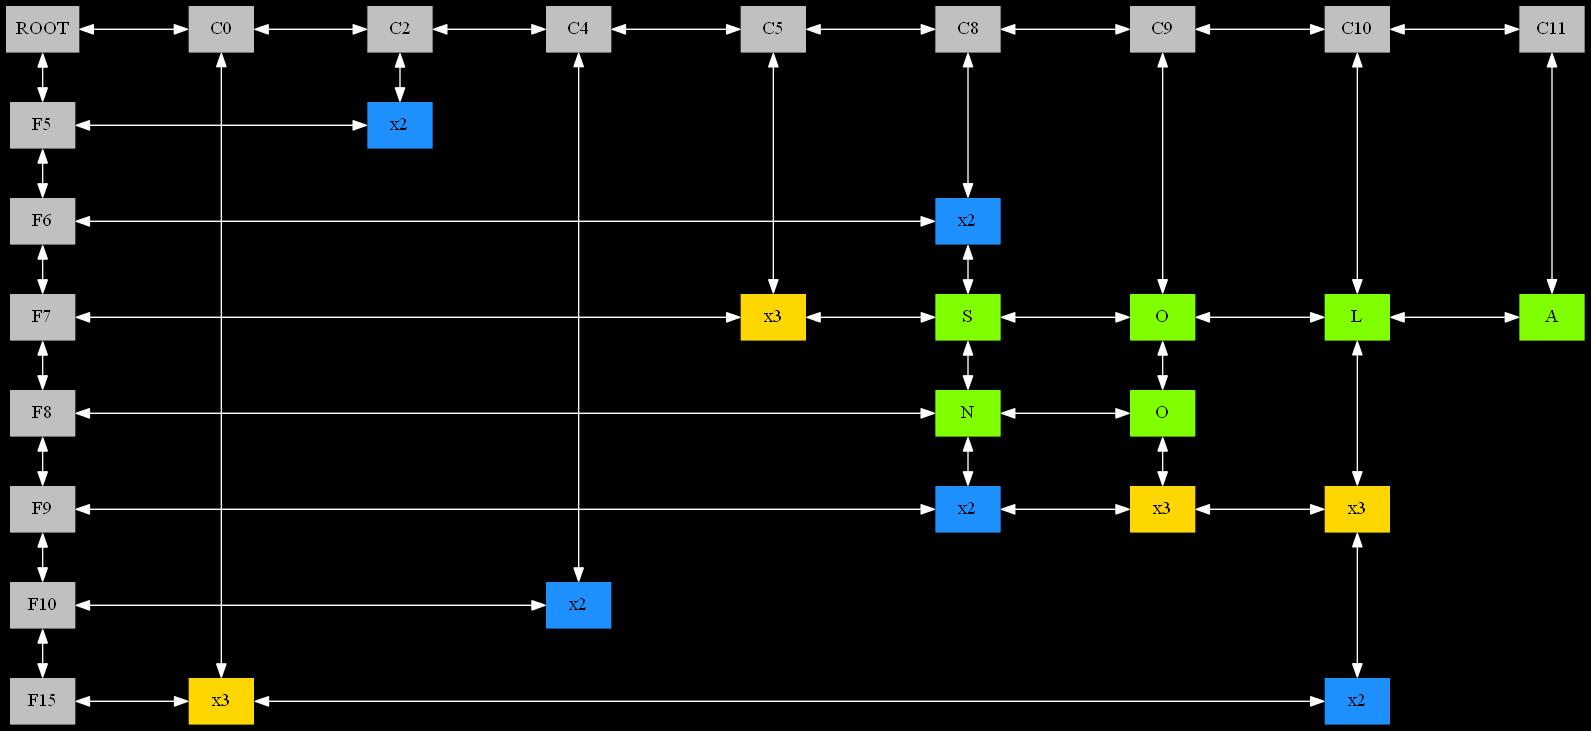 ROOT C0 C2 C4 C5 C8 C9 C10 C11
F5 x2
F6 x2
F7 x3 S O L A
F8 N O
F9 x2 x3 x3
F10 x2
F15 x3 x2